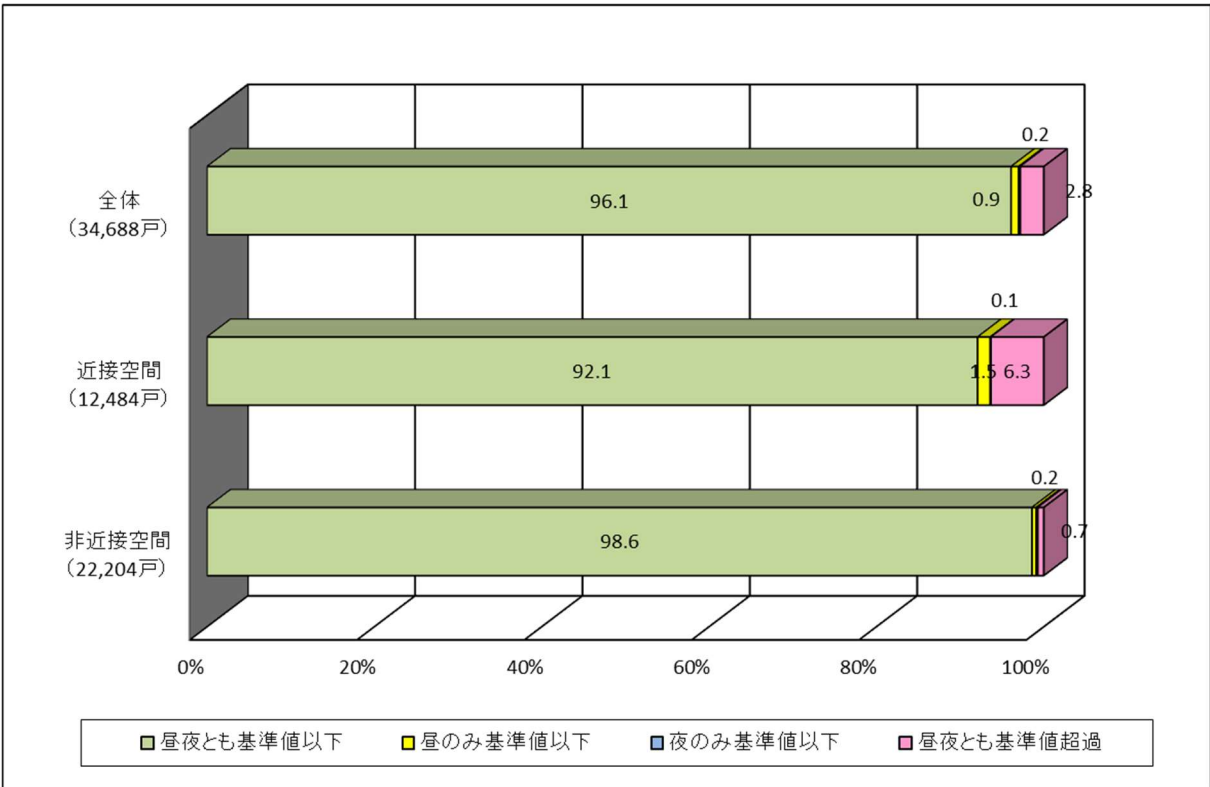 0.2
全体
（34,688戸）
96.1
0.9
2.8
0.1
近接空間
（12,484戸）
92.1
1.5
6.3
0.2
非近接空間
（22,204戸）
98.6
0.7
0%
20%
40%
60%
80%
100%
昼夜とも基準値以下
昼のみ基準値以下
夜のみ基準値以下
昼夜とも基準値超過